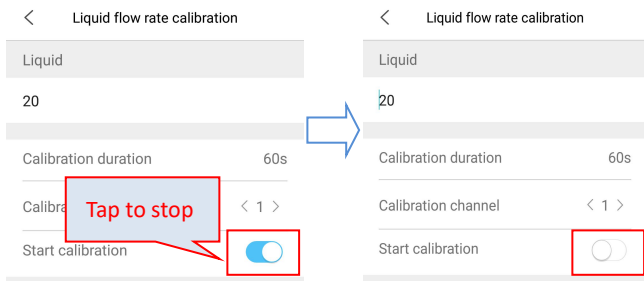 < Liquid flow rate calibration
Liquid
20
Calibration duration 60s
Calibra < 1 >
Tap to stop
Start calibration
< Liquid flow rate calibration
Liquid
20
Calibration duration 60s
Calibration channel < 1 >
Start calibration